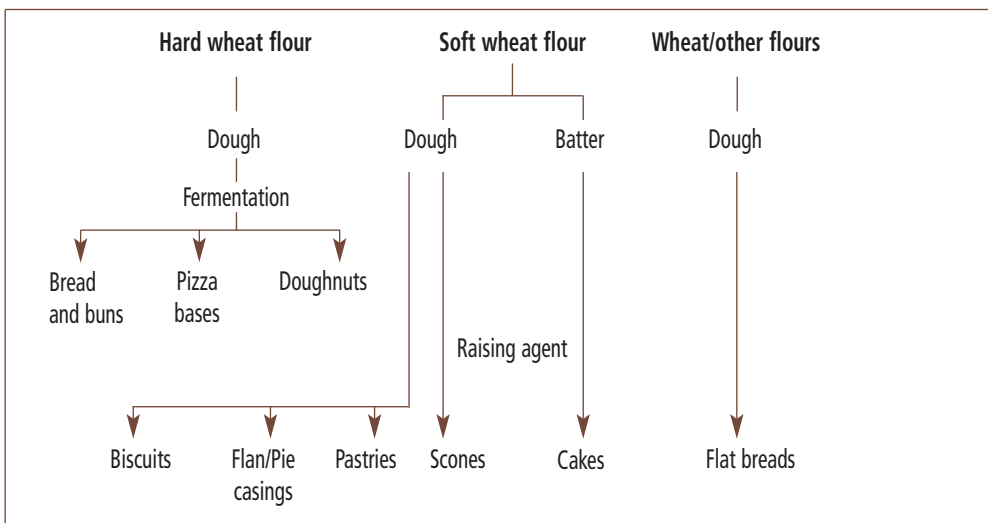 Hard wheat flour
Soft wheat flour
Wheat/other flours
Dough
Dough
Batter
Dough
Fermentation
Bread
and buns
Pizza
bases
Doughnuts
Raising agent
Biscuits
Flan/Pie
casings
Pastries
Scones
Cakes
Flat breads